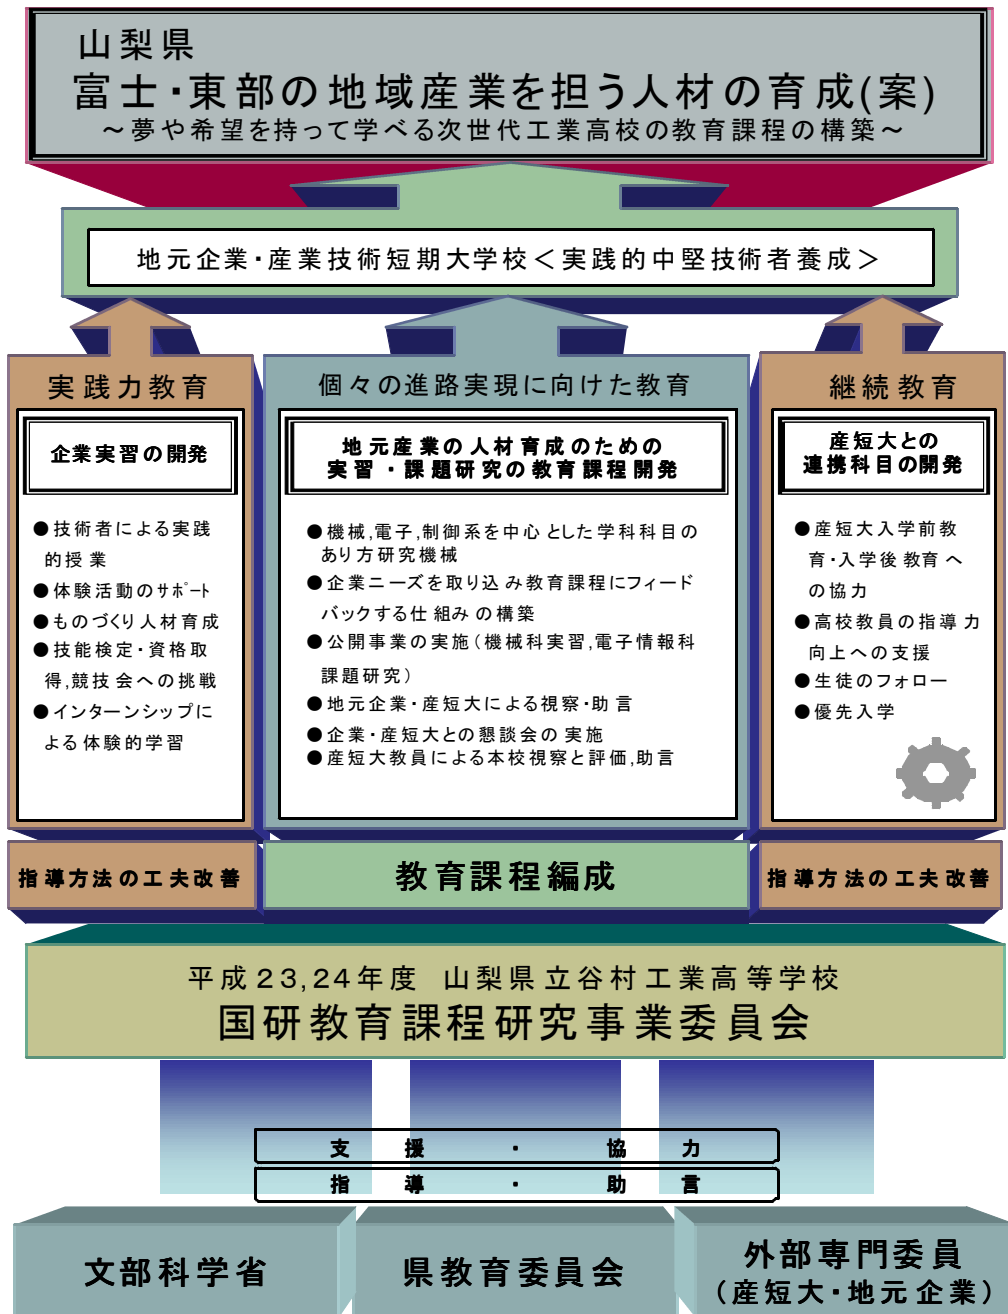 山梨県
富士・東部の地域産業を担う人材の育成(案)
～夢や希望を持って学べる次世代工業高校の教育課程の構築～
地元企業・産業技術短期大学校＜実践的中堅技術者養成＞
実践力教育
企業実習の開発
●技術者による実践
的授業
●体験活動のサポート
●ものづくり人材育成
●技能検定・資格取
得,競技会への挑戦
●インターンシップに
よる体験的学習
個々の進路実現に向けた教育
地元産業の人材育成のための
実習・課題研究の教育課程開発
●機械,電子,制御系を中心とした学科科目の
あり方研究機械
●企業ニーズを取り込み教育課程にフィード
バックする仕組みの構築
●公開事業の実施(機械科実習,電子情報科
課題研究)
●地元企業・産短大による視察・助言
●企業・産短大との懇談会の実施
●産短大教員による本校視察と評価,助言
継続教育
産短大との
連携科目の開発
●産短大入学前教
育・入学後教育へ
の協力
●高校教員の指導力
向上への支援
●生徒のフォロー
●優先入学
指導方法の工夫改善
教育課程編成
指導方法の工夫改善
平成23,24年度 山梨県立谷村工業高等学校
国研教育課程研究事業委員会
支援・協力
指導・助言
文部科学省
県教育委員会
外部専門委員
(産短大・地元企業)